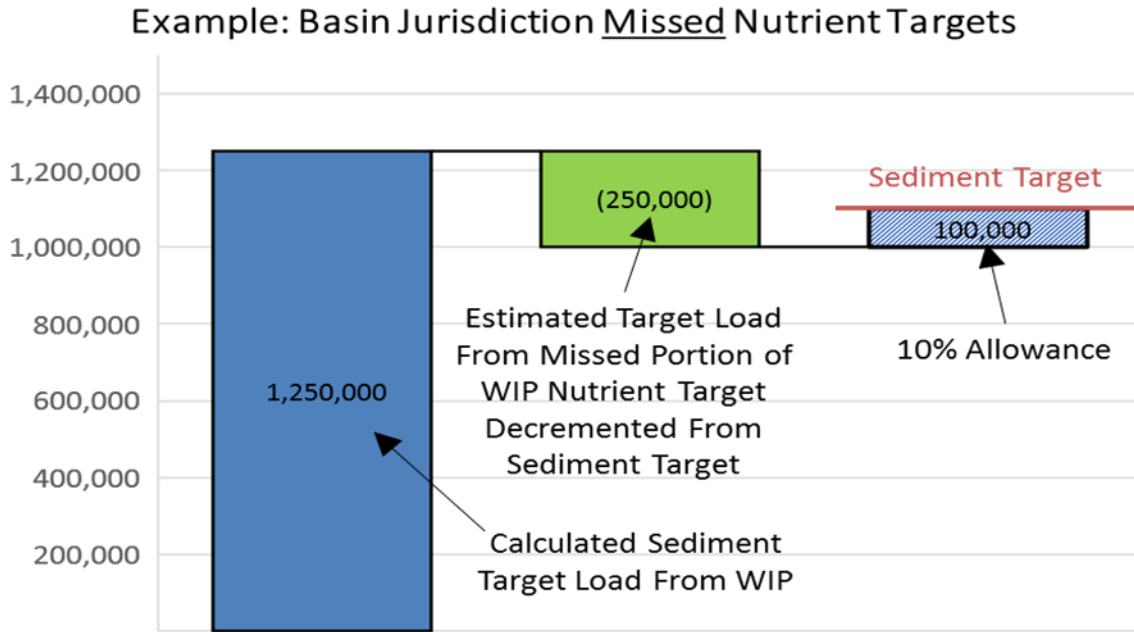 Example: Basin Jurisdiction Missed Nutrient Targets
1,400,000
1,200,000
1,000,000
800,000
600,000
400,000
200,000
1,250,000
(250,000)
Sediment Target
100,000
Estimated Target Load
From Missed Portion of
WIP Nutrient Target
Decremented From
Sediment Target
10% Allowance
Calculated Sediment
Target Load From WIP